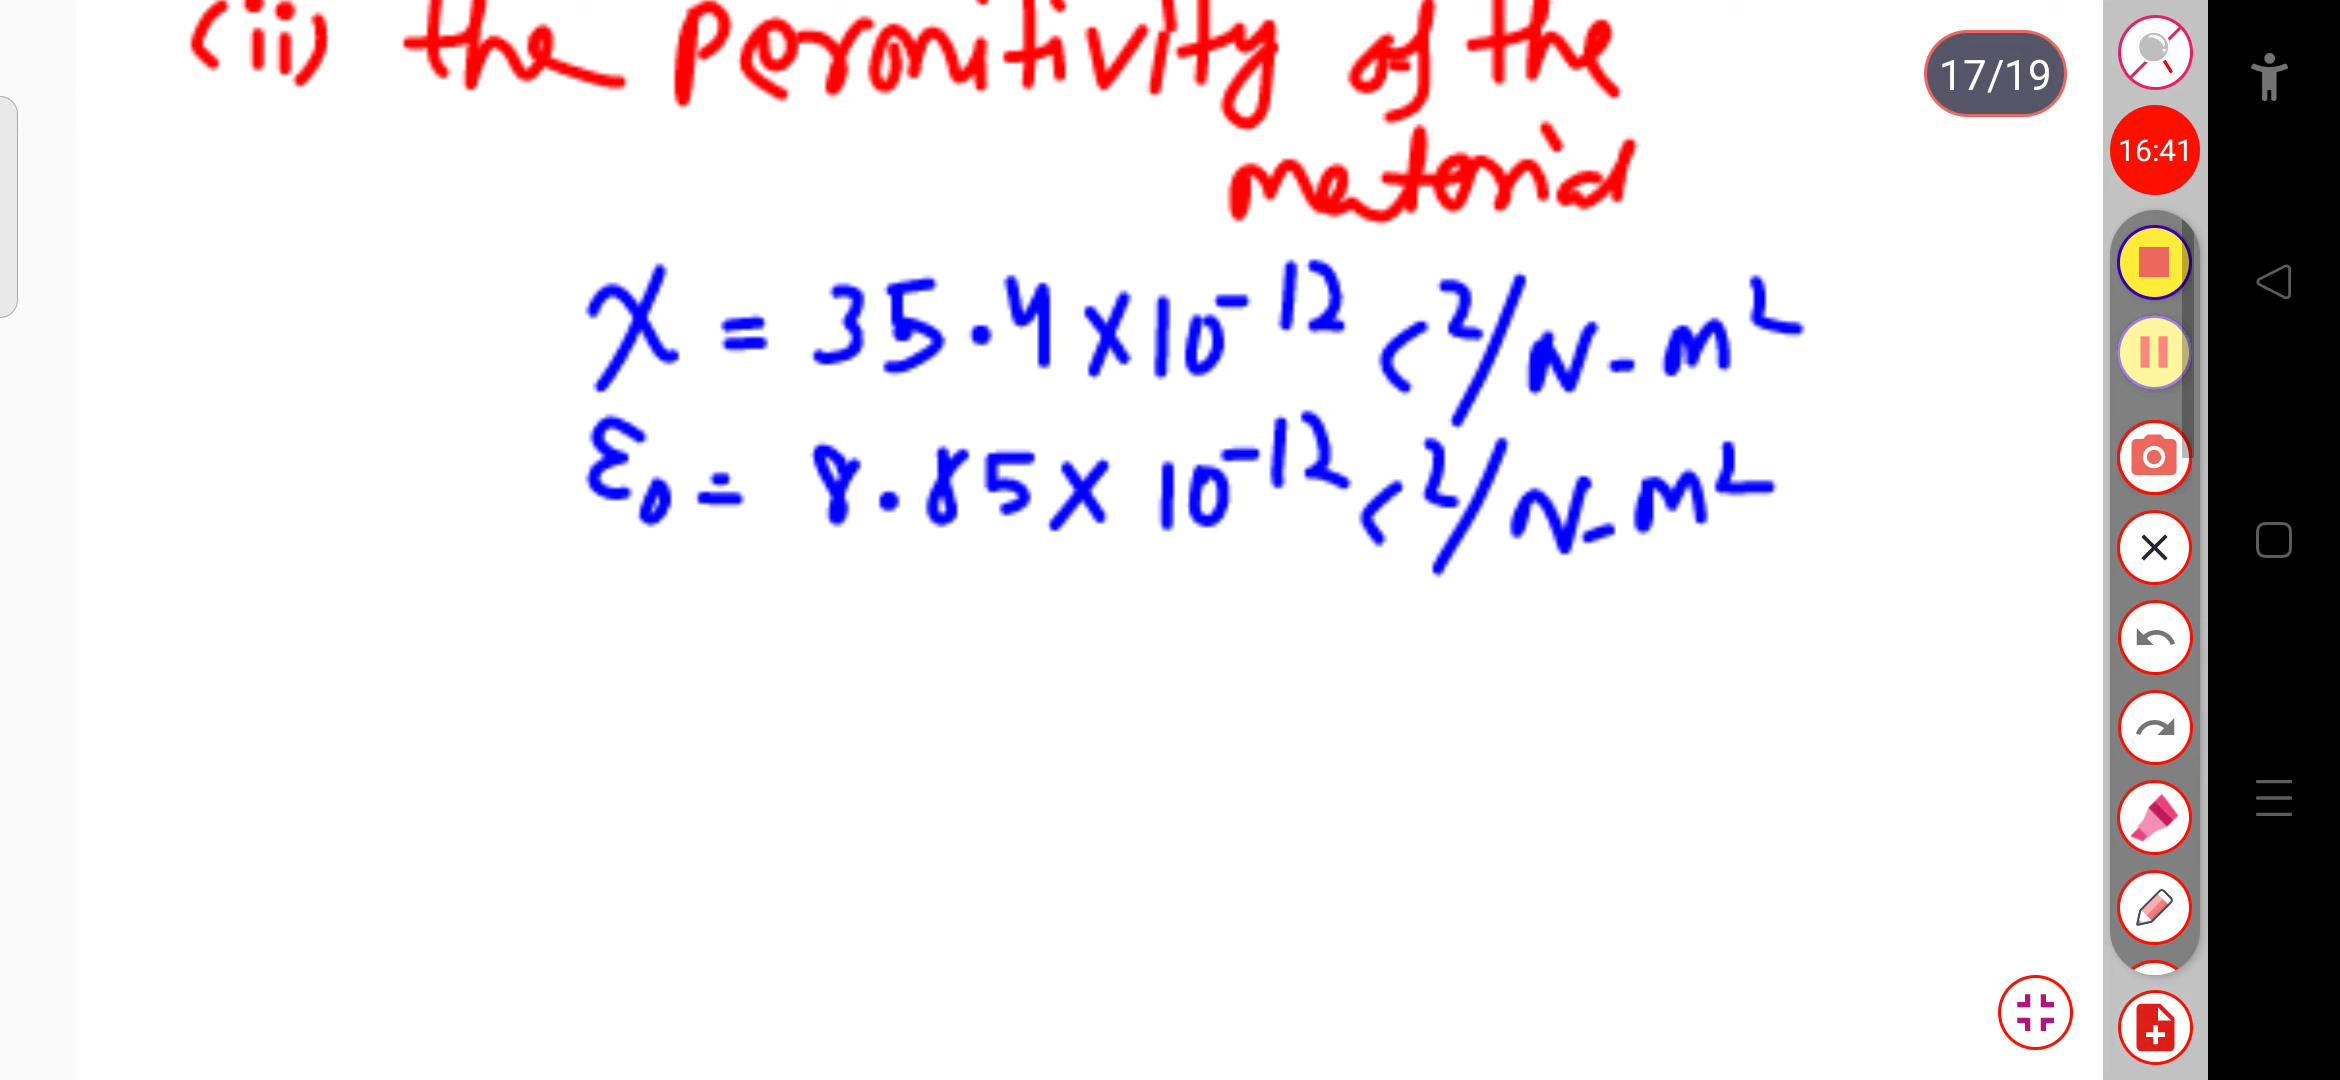 (ii) the permitivity of the
material
χ = 35.4 × 10⁻¹² C²/N-m²
ε₀ = 8.85 × 10⁻¹² C²/N-m²
17/19
16:41